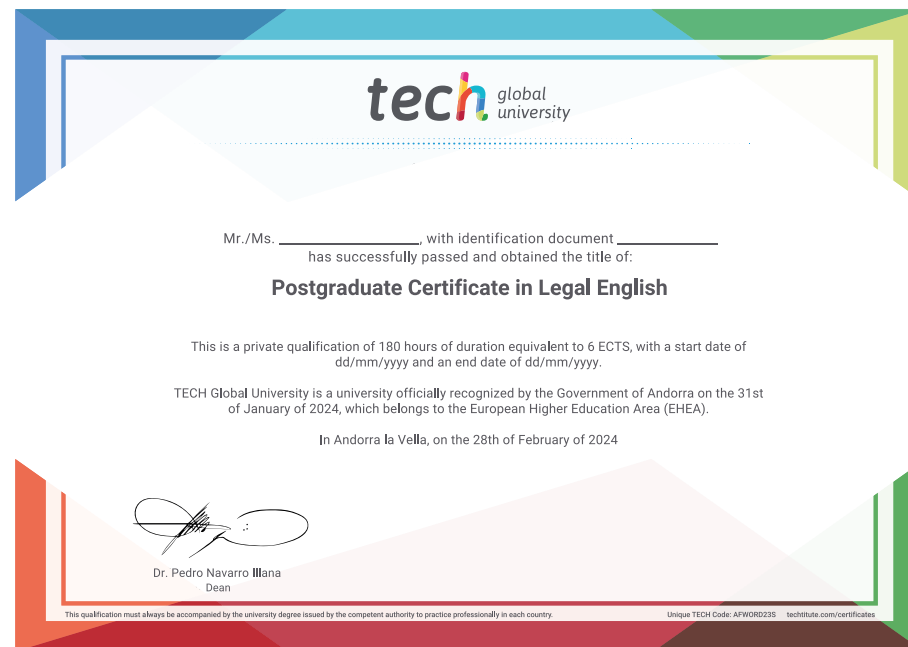 tech global university
Mr./Ms. ____________, with identification document ____________
has successfully passed and obtained the title of:
Postgraduate Certificate in Legal English
This is a private qualification of 180 hours of duration equivalent to 6 ECTS, with a start date of
dd/mm/yyyy and an end date of dd/mm/yyyy.
TECH Global University is a university officially recognized by the Government of Andorra on the 31st
of January of 2024, which belongs to the European Higher Education Area (EHEA).
In Andorra la Vella, on the 28th of February of 2024
Dr. Pedro Navarro Illana
Dean
This qualification must always be accompanied by the university degree issued by the competent authority to practice professionally in each country.
Unique TECH Code: AFWORD23S techtitute.com/certificates